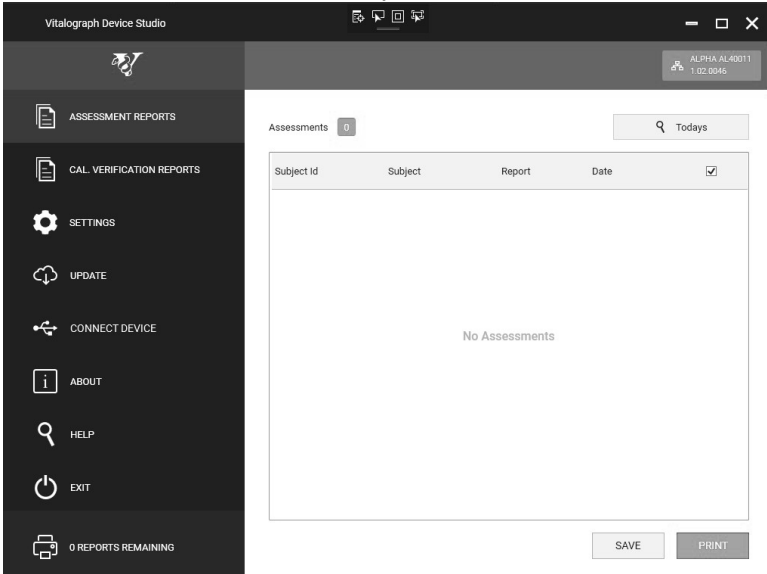 Vitalograph Device Studio
ALPHA AL40011
1.02.0046
ASSESSMENT REPORTS
Assessments 0
Todays
CAL. VERIFICATION REPORTS
Subject Id Subject Report Date
SETTINGS
UPDATE
CONNECT DEVICE
No Assessments
ABOUT
HELP
EXIT
0 REPORTS REMAINING
SAVE
PRINT